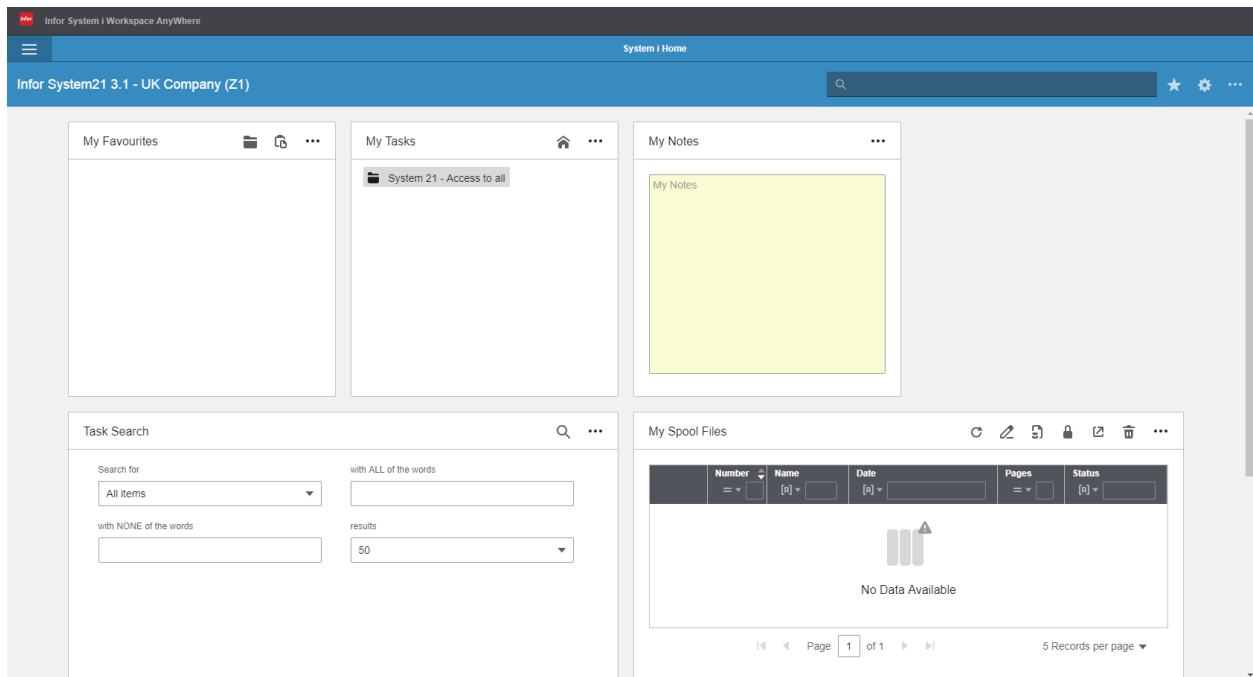 infor Infor System i Workspace AnyWhere
System i Home
Infor System21 3.1 - UK Company (Z1)
My Favourites
My Tasks
System 21 - Access to all
My Notes
My Notes
Task Search
Search for
All items
with ALL of the words
with NONE of the words
results
50
My Spool Files
Number Name Date Pages Status
= [R] [R] = [R]
No Data Available
Page 1 of 1 5 Records per page